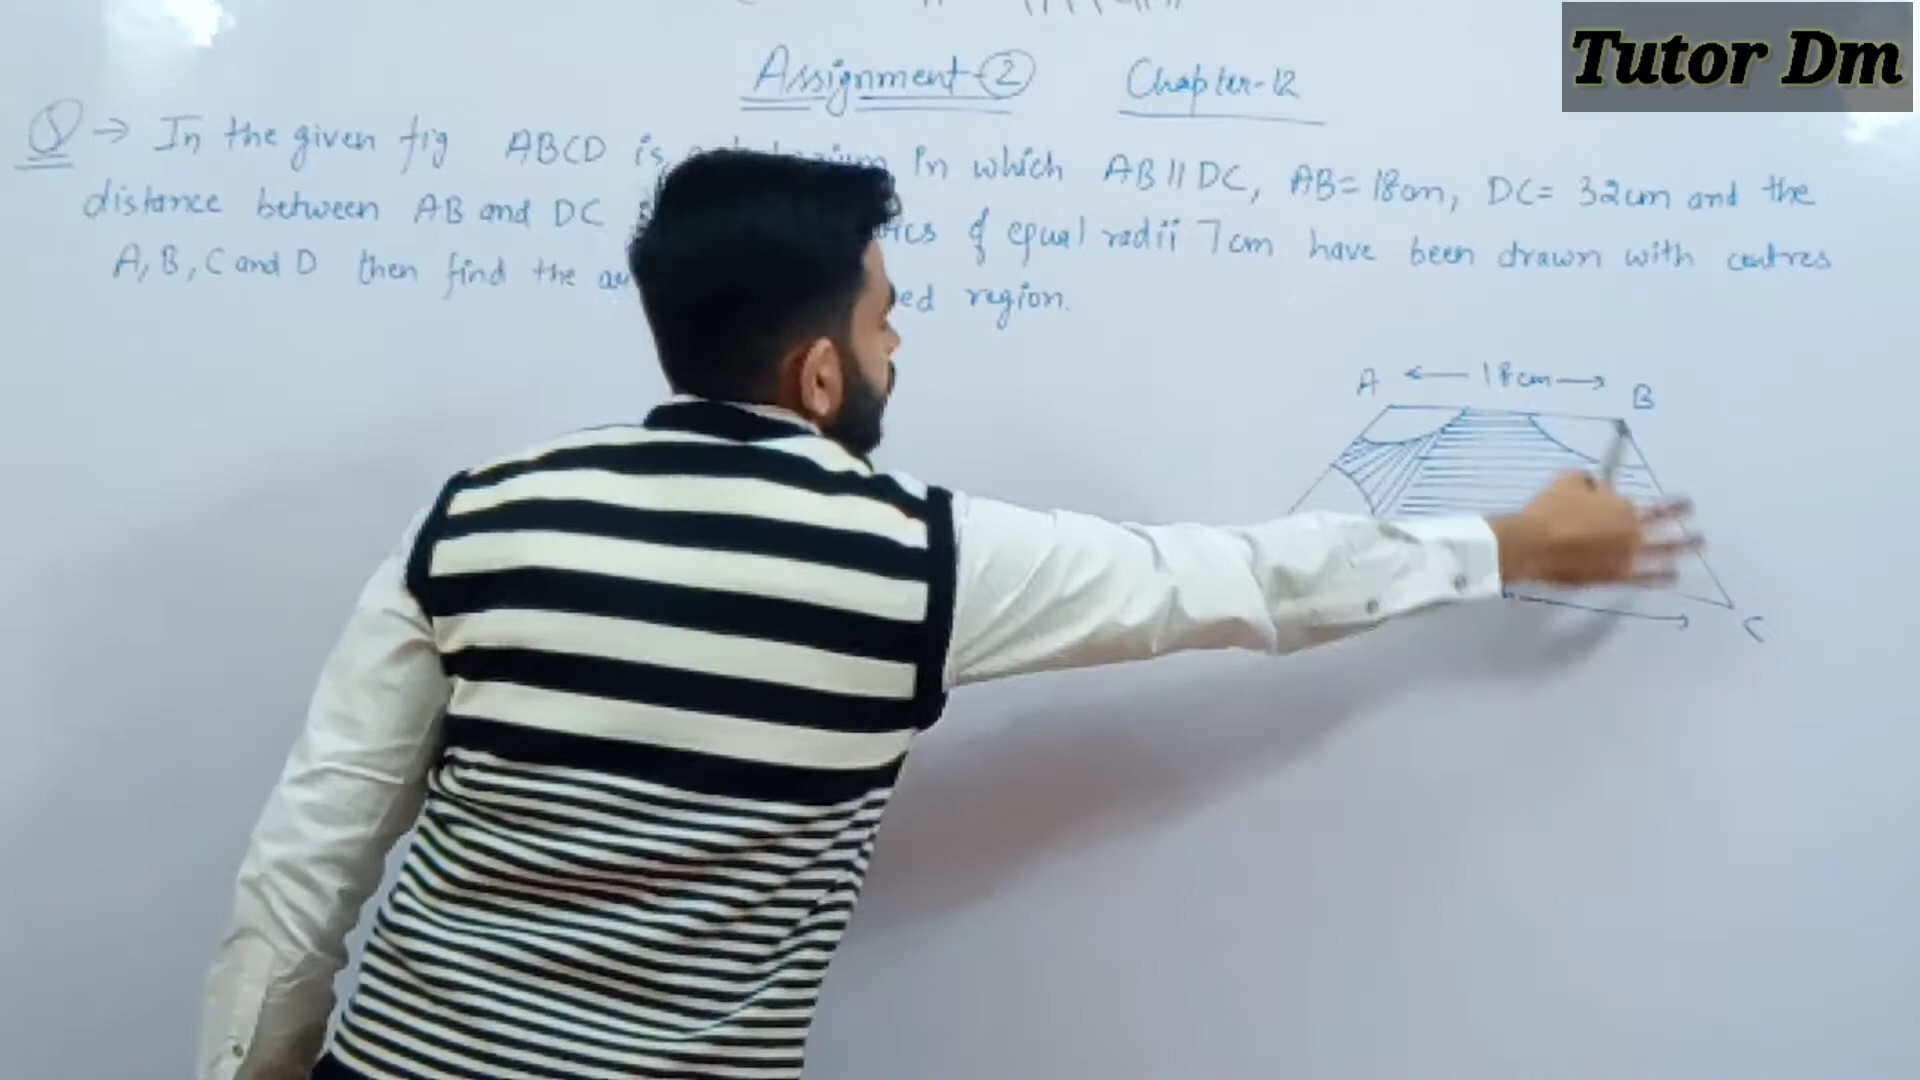 Tutor Dm
Assignment-② Chapter-12
Q → In the given fig ABCD is in which AB || DC, AB= 18cm, DC= 32cm and the
distance between AB and DC of equal radii 7cm have been drawn with centres
A, B, C and D then find the region.
A ← 18cm → B
C